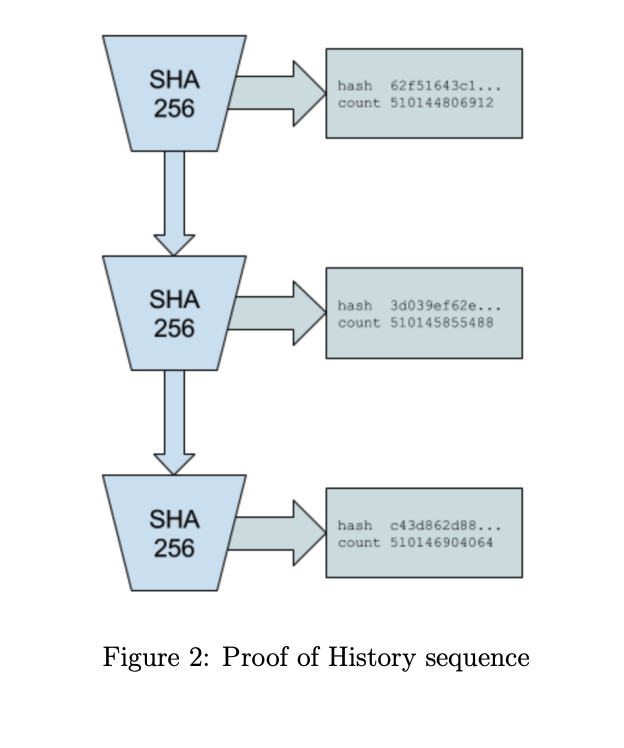 SHA
256
hash 62f51643c1...
count 510144806912
SHA
256
hash 3d039ef62e...
count 510145855488
SHA
256
hash c43d862d88...
count 510146904064
Figure 2: Proof of History sequence